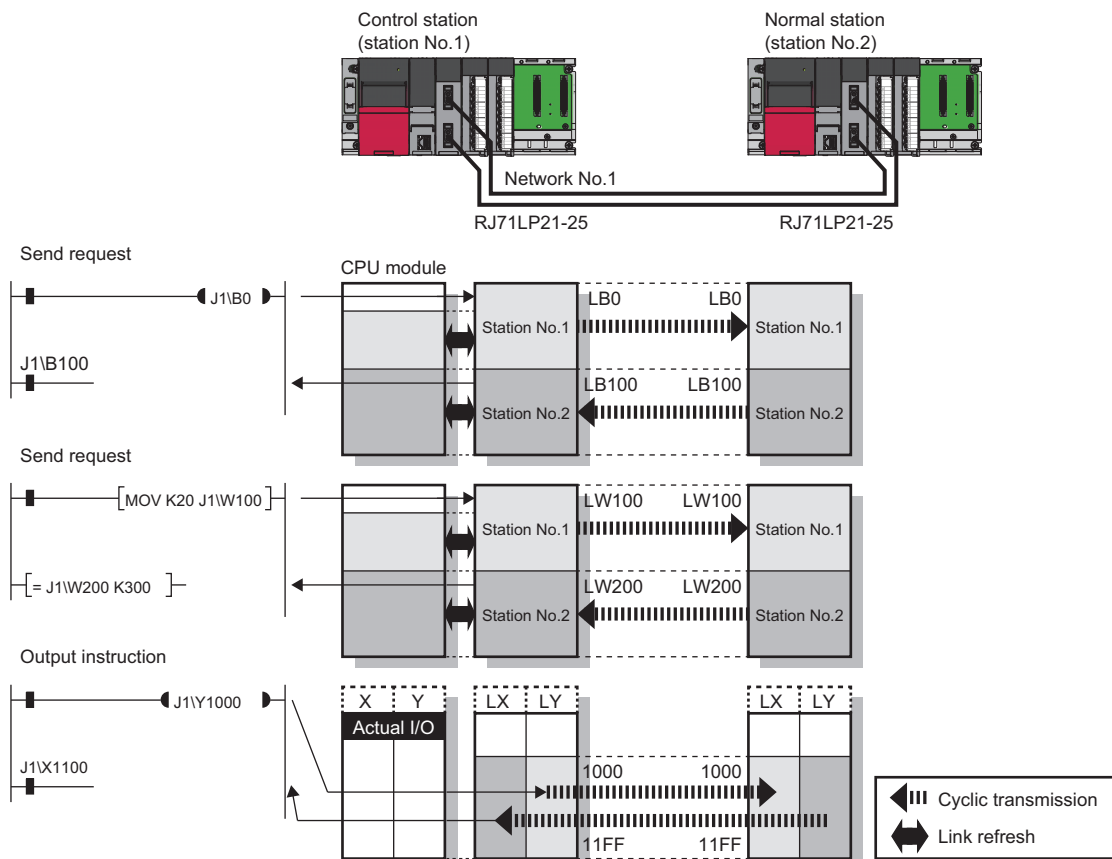 Control station
(station No.1)
Normal station
(station No.2)
Network No.1
RJ71LP21-25
RJ71LP21-25
Send request
CPU module
J1\B0
J1\B100
Station No.1
LB0
LB0
Station No.1
Station No.2
LB100
LB100
Station No.2
Send request
MOV K20 J1\W100
= J1\W200 K300
Station No.1
LW100
LW100
Station No.1
Station No.2
LW200
LW200
Station No.2
Output instruction
J1\Y1000
J1\X1100
X
Y
Actual I/O
LX
LY
LX
LY
1000
1000
11FF
11FF
Cyclic transmission
Link refresh